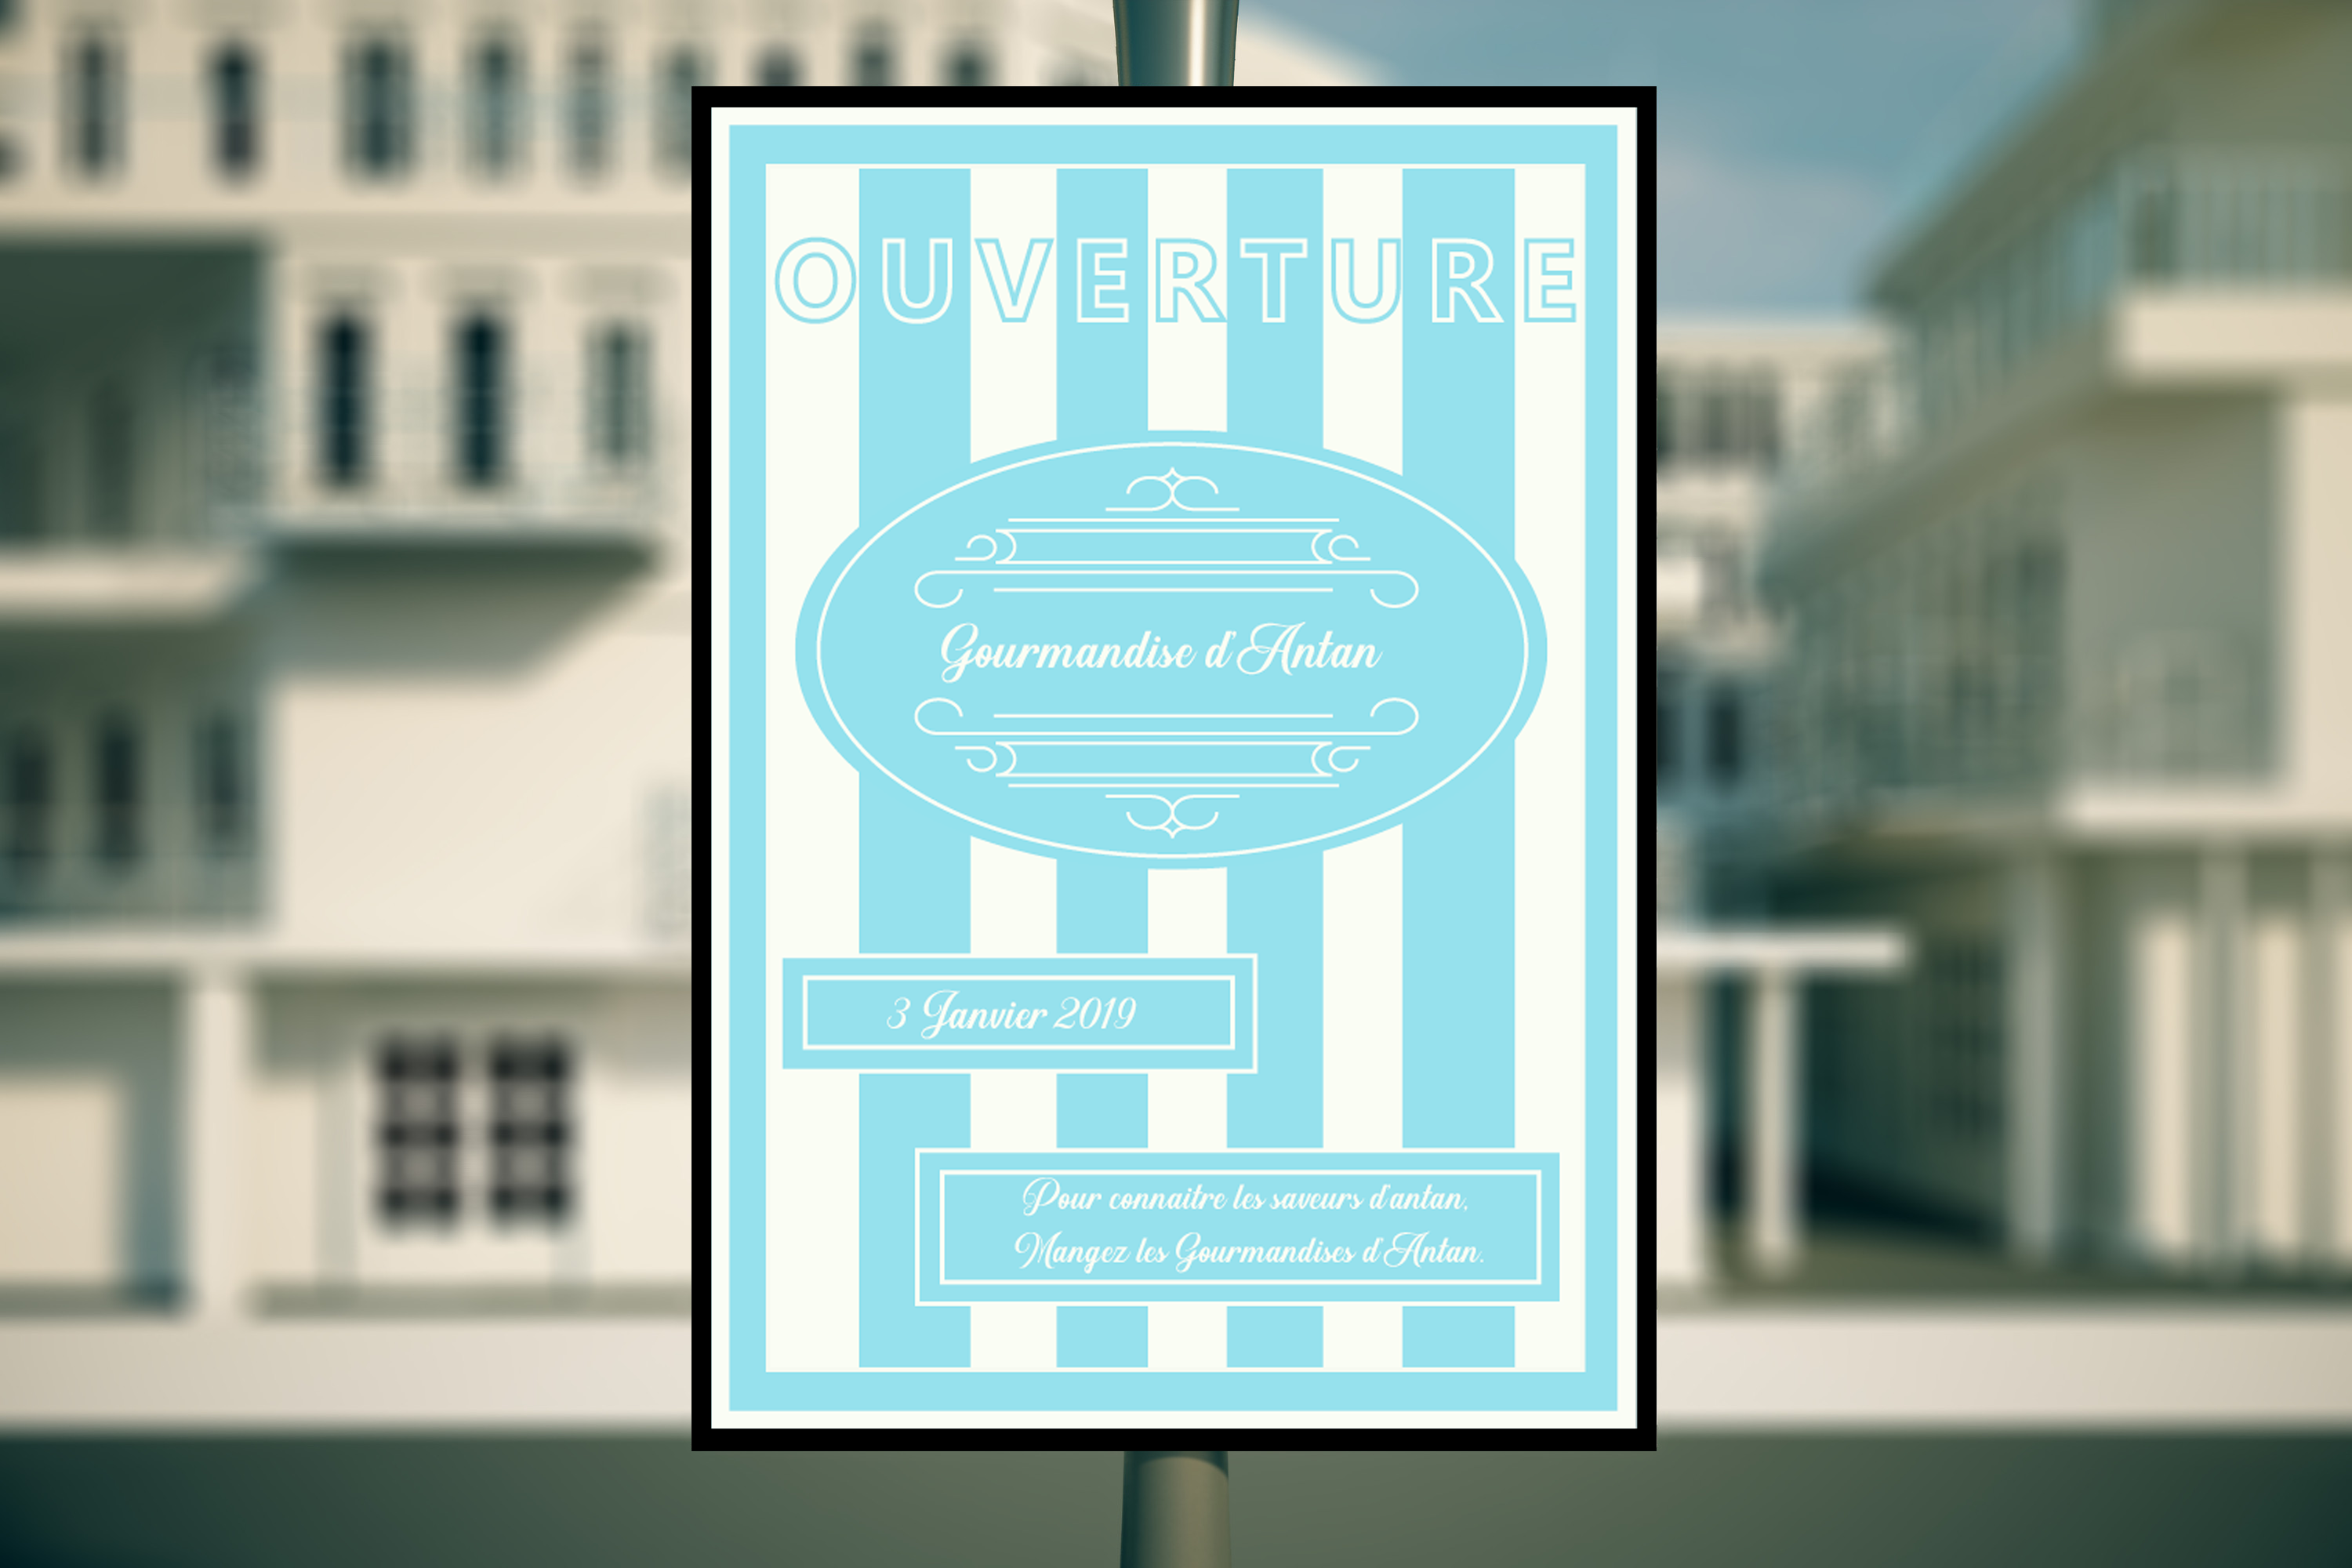 OUVERTURE
Gourmandise d'Antan
3 Janvier 2019
Pour connaitre les saveurs d'antan,
Mangez les Gourmandises d'Antan.